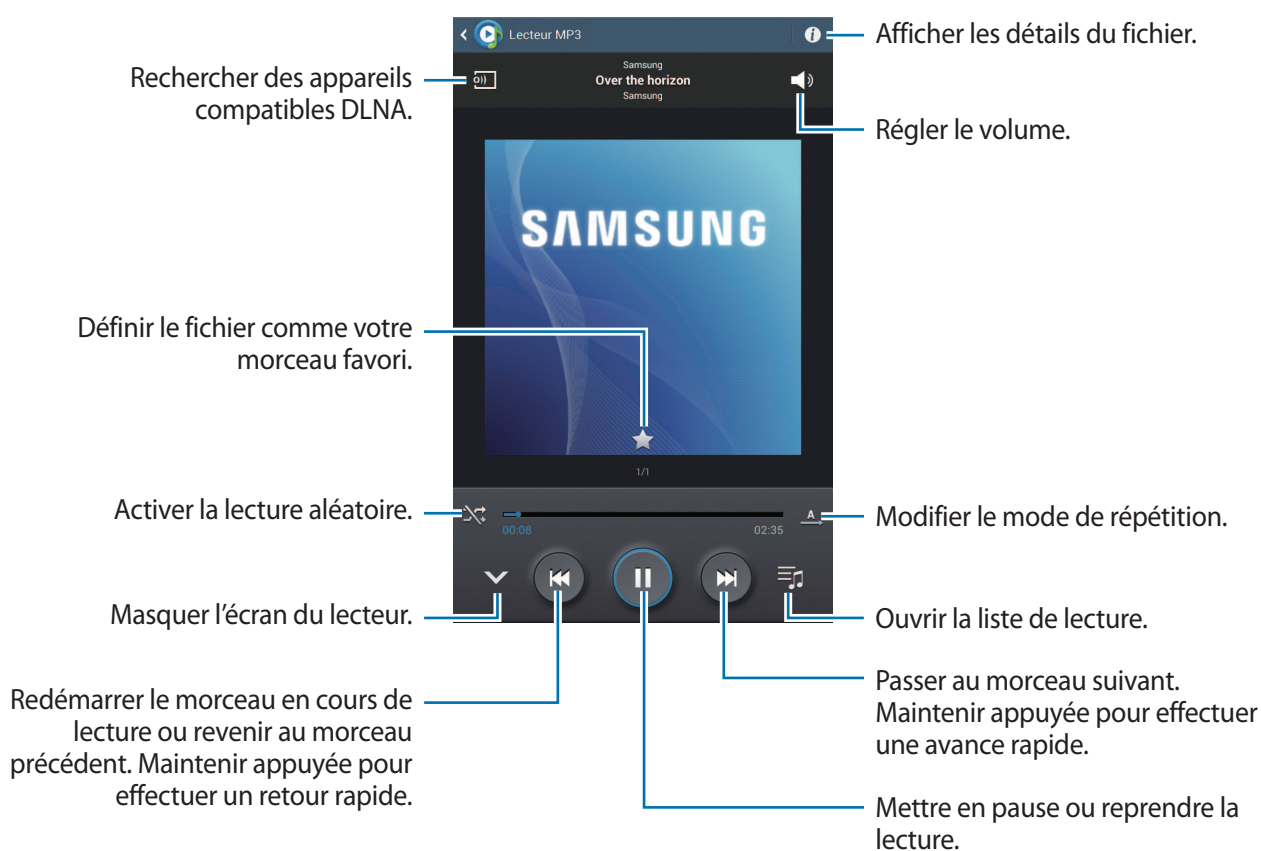 Lecteur MP3
Afficher les détails du fichier.
Rechercher des appareils
compatibles DLNA.
Samsung
Over the horizon
Samsung
Régler le volume.
SAMSUNG
Définir le fichier comme votre
morceau favori.
1/1
Activer la lecture aléatoire.
00:08
02:35
A
Modifier le mode de répétition.
Masquer l’écran du lecteur.
Ouvrir la liste de lecture.
Redémarrer le morceau en cours de
lecture ou revenir au morceau
précédent. Maintenir appuyée pour
effectuer un retour rapide.
Passer au morceau suivant.
Maintenir appuyée pour effectuer
une avance rapide.
Mettre en pause ou reprendre la
lecture.